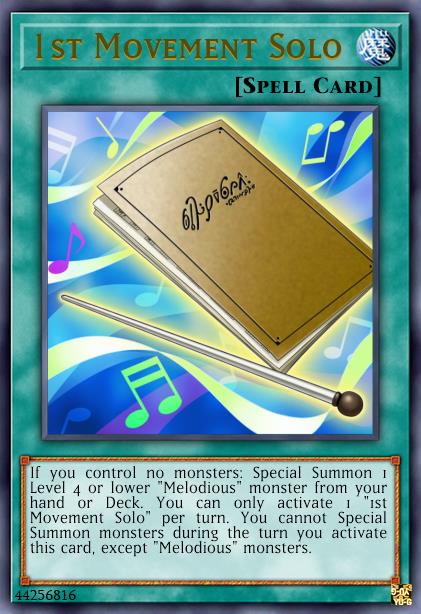 1st Movement Solo
魔
[Spell Card]
If you control no monsters: Special Summon 1
Level 4 or lower "Melodious" monster from your
hand or Deck. You can only activate 1 "1st
Movement Solo" per turn. You cannot Special
Summon monsters during the turn you activate
this card, except "Melodious" monsters.
44256816